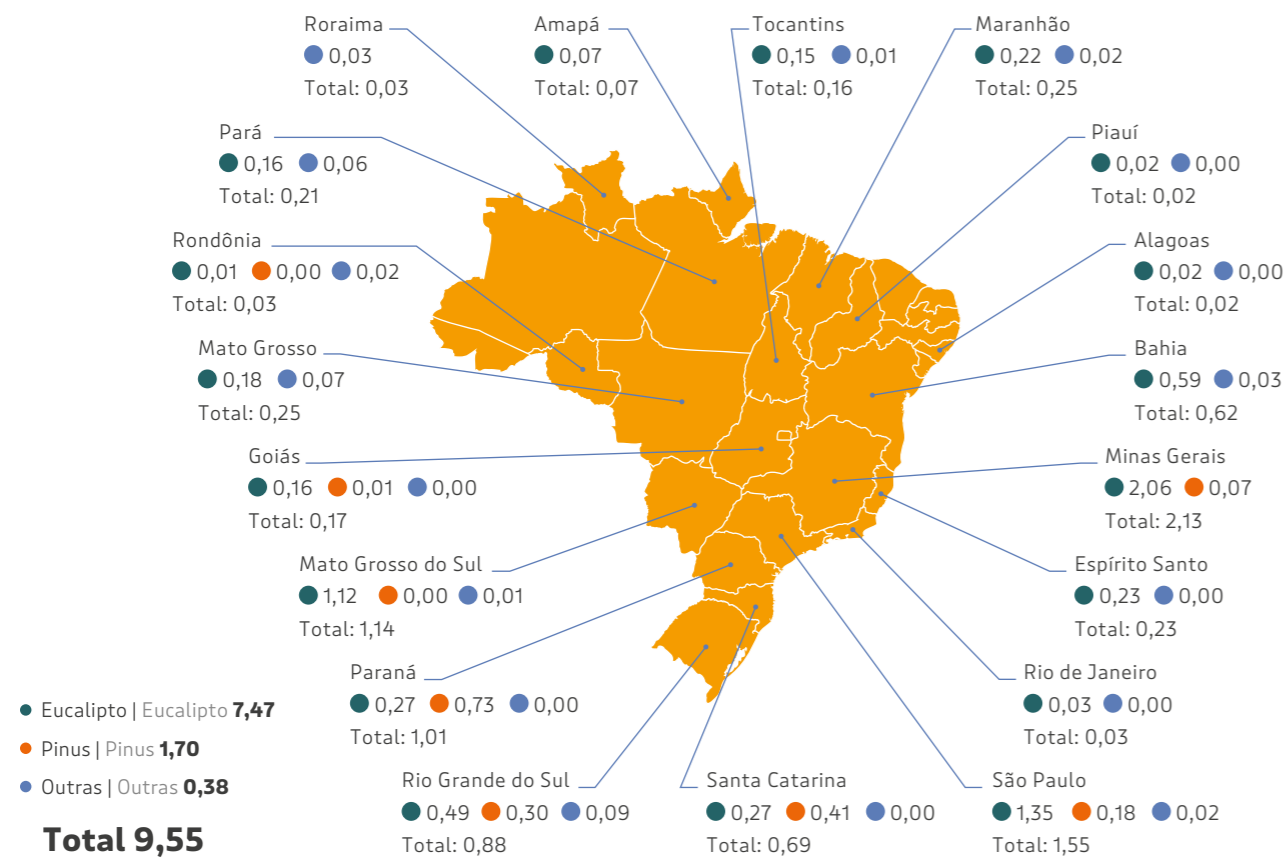 Roraima
0,03
Total: 0,03
Amapá
0,07
Total: 0,07
Tocantins
0,15 0,01
Total: 0,16
Maranhão
0,22 0,02
Total: 0,25
Pará
0,16 0,06
Total: 0,21
Piauí
0,02 0,00
Total: 0,02
Rondônia
0,01 0,00 0,02
Total: 0,03
Alagoas
0,02 0,00
Total: 0,02
Mato Grosso
0,18 0,07
Total: 0,25
Bahia
0,59 0,03
Total: 0,62
Goiás
0,16 0,01 0,00
Total: 0,17
Minas Gerais
2,06 0,07
Total: 2,13
Mato Grosso do Sul
1,12 0,00 0,01
Total: 1,14
Espírito Santo
0,23 0,00
Total: 0,23
Paraná
0,27 0,73 0,00
Total: 1,01
Rio de Janeiro
0,03 0,00
Total: 0,03
Rio Grande do Sul
0,49 0,30 0,09
Total: 0,88
Santa Catarina
0,27 0,41 0,00
Total: 0,69
São Paulo
1,35 0,18 0,02
Total: 1,55
Eucalipto | Eucalipto 7,47
Pinus | Pinus 1,70
Outras | Outras 0,38
Total 9,55